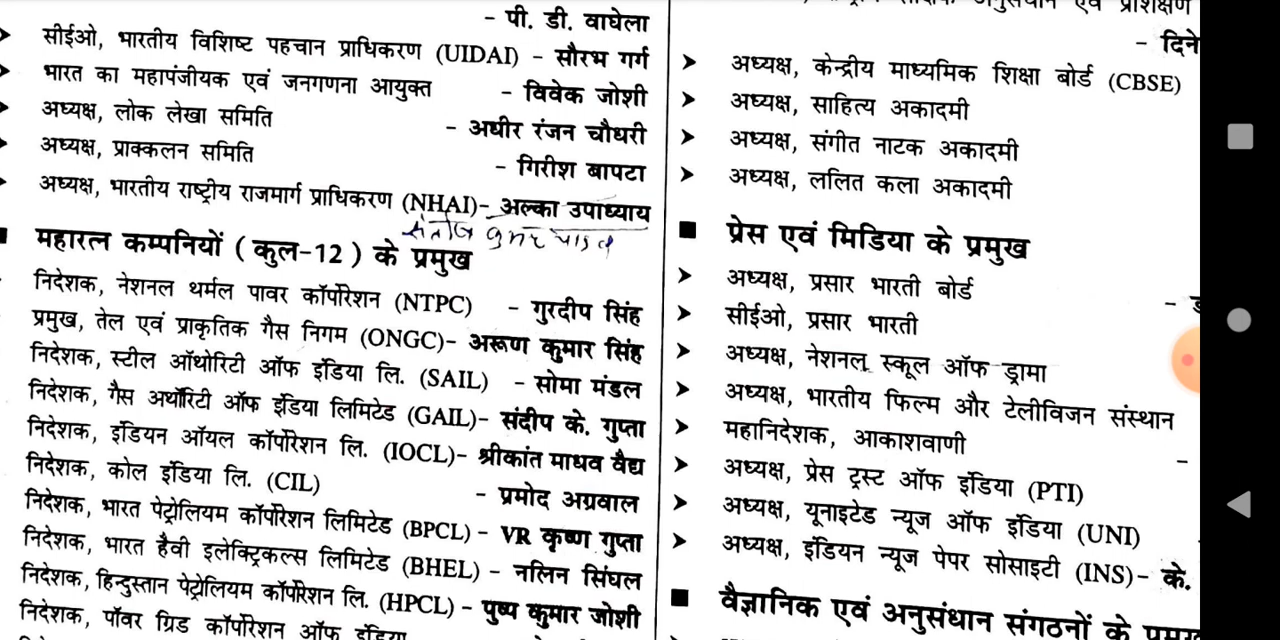 - पी. डी. वाघेला
सीईओ, भारतीय विशिष्ट पहचान प्राधिकरण (UIDAI) - सौरभ गर्ग
भारत का महापंजीयक एवं जनगणना आयुक्त - विवेक जोशी
अध्यक्ष, लोक लेखा समिति - अधीर रंजन चौधरी
अध्यक्ष, प्राक्कलन समिति - गिरीश बापटा
अध्यक्ष, भारतीय राष्ट्रीय राजमार्ग प्राधिकरण (NHAI)- अल्का उपाध्याय
कुमार यादव
महारत्न कम्पनियों ( कुल-12 ) के प्रमुख
निदेशक, नेशनल थर्मल पावर कॉर्पोरेशन (NTPC) - गुरदीप सिंह
प्रमुख, तेल एवं प्राकृतिक गैस निगम (ONGC)- अरूण कुमार सिंह
निदेशक, स्टील ऑथोरिटी ऑफ इंडिया लि. (SAIL) - सोमा मंडल
निदेशक, गैस अथॉरिटी ऑफ इंडिया लिमिटेड (GAIL)- संदीप के. गुप्ता
निदेशक, इंडियन ऑयल कॉर्पोरेशन लि. (IOCL)- श्रीकांत माधव वैद्य
निदेशक, कोल इंडिया लि. (CIL) - प्रमोद अग्रवाल
निदेशक, भारत पेट्रोलियम कॉर्पोरेशन लिमिटेड (BPCL) - VR कृष्ण गुप्ता
निदेशक, भारत हैवी इलेक्ट्रिकल्स लिमिटेड (BHEL) - नलिन सिंघल
निदेशक, हिन्दुस्तान पेट्रोलियम कॉर्पोरेशन लि. (HPCL) - पुष्प कुमार जोशी
निदेशक, पॉवर ग्रिड कॉर्पोरेशन ऑफ इंडिया
अनुसंधान एवं प्रशिक्षण
- दिने
अध्यक्ष, केन्द्रीय माध्यमिक शिक्षा बोर्ड (CBSE)
अध्यक्ष, साहित्य अकादमी
अध्यक्ष, संगीत नाटक अकादमी
अध्यक्ष, ललित कला अकादमी
प्रेस एवं मिडिया के प्रमुख
अध्यक्ष, प्रसार भारती बोर्ड -
सीईओ, प्रसार भारती
अध्यक्ष, नेशनल् स्कूल ऑफ ड्रामा
अध्यक्ष, भारतीय फिल्म और टेलीविजन संस्थान
महानिदेशक, आकाशवाणी -
अध्यक्ष, प्रेस ट्रस्ट ऑफ इंडिया (PTI)
अध्यक्ष, यूनाइटेड न्यूज ऑफ इंडिया (UNI)
अध्यक्ष, इंडियन न्यूज पेपर सोसाइटी (INS)- के.
वैज्ञानिक एवं अनुसंधान संगठनों के प्रमुख